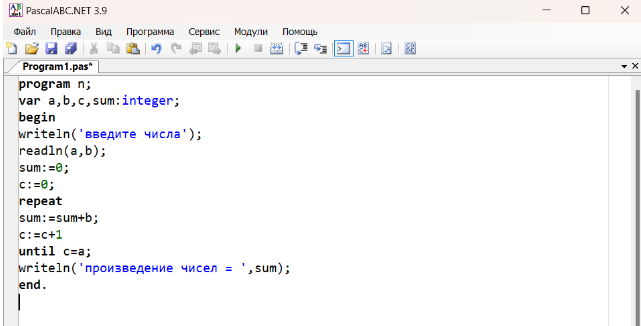 PascalABC.NET 3.9
Файл Правка Вид Программа Сервис Модули Помощь
Program1.pas*
program n;
var a,b,c,sum:integer;
begin
writeln('введите числа');
readln(a,b);
sum:=0;
c:=0;
repeat
sum:=sum+b;
c:=c+1
until c=a;
writeln('произведение чисел = ',sum);
end.